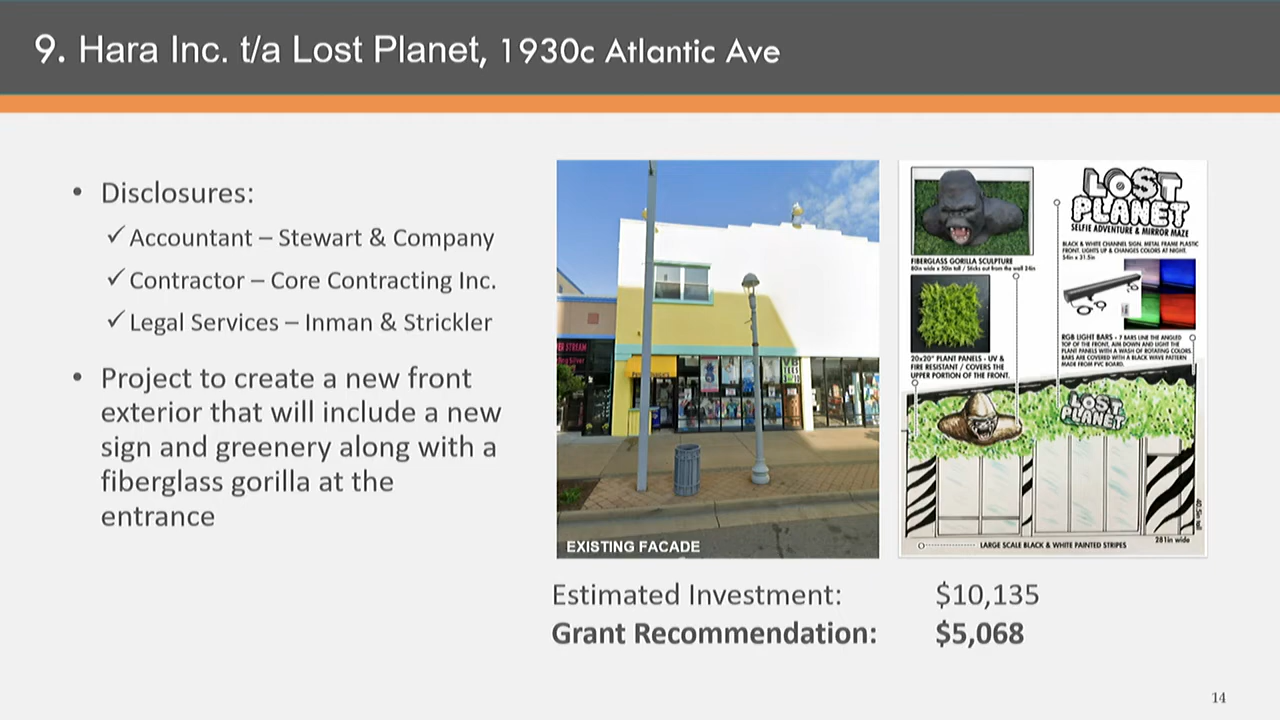 9. Hara Inc. t/a Lost Planet, 1930c Atlantic Ave
• Disclosures:
✓ Accountant – Stewart & Company
✓ Contractor – Core Contracting Inc.
✓ Legal Services – Inman & Strickler
• Project to create a new front
exterior that will include a new
sign and greenery along with a
fiberglass gorilla at the
entrance
EXISTING FACADE
LOST
PLANET
SELFIE ADVENTURE & MIRROR MAZE
BLACK & WHITE CHANNEL SIGN, METAL FRAME PLASTIC
FRONT, LIGHTS UP & CHANGES COLORS AT NIGHT.
54in x 31.5in
FIBERGLASS GORILLA SCULPTURE
80in wide x 50in tall / Sticks out from the wall 24in
20x20" PLANT PANELS - UV &
FIRE RESISTANT / COVERS THE
UPPER PORTION OF THE FRONT.
RGB LIGHT BARS - 7 BARS LINE THE ANGLED
TOP OF THE FRONT, AIM DOWN AND LIGHT THE
PLANT PANELS WITH A WASH OF ROTATING COLORS.
BARS ARE COVERED WITH A BLACK WAVE PATTERN
MADE FROM PVC BOARD.
LOST
PLANET
LARGE SCALE BLACK & WHITE PAINTED STRIPES
281in wide
Estimated Investment: $10,135
Grant Recommendation: $5,068
14